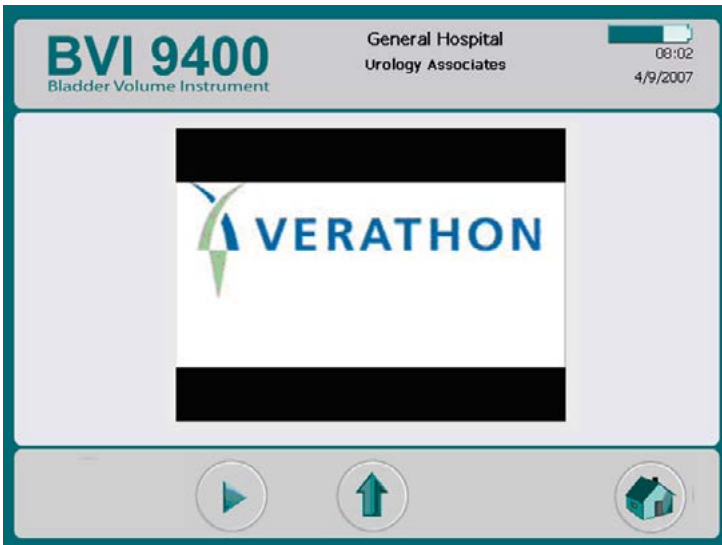 BVI 9400
Bladder Volume Instrument
General Hospital
Urology Associates
08:02
4/9/2007
VERATHON